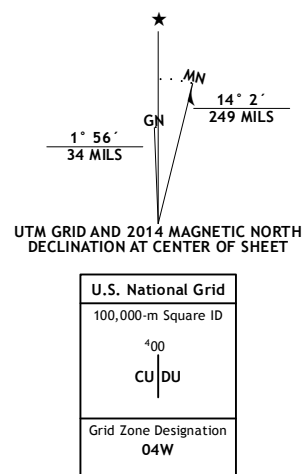 ★
MN
GN
14° 2´
249 MILS
1° 56´
34 MILS
UTM GRID AND 2014 MAGNETIC NORTH
DECLINATION AT CENTER OF SHEET
U.S. National Grid
100,000-m Square ID
⁴00
CU DU
Grid Zone Designation
04W